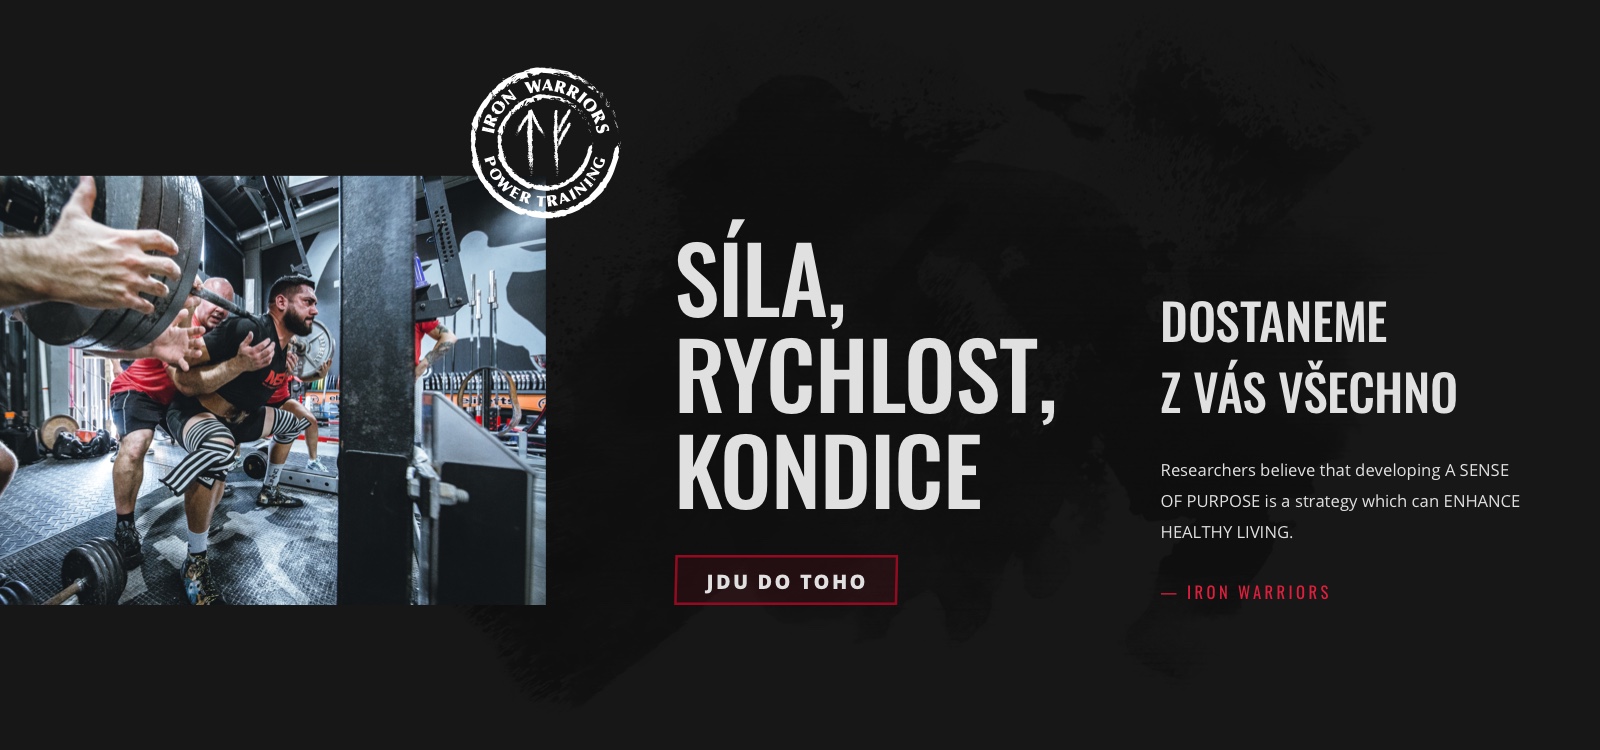 IRON WARRIORS
POWER TRAINING
SÍLA,
RYCHLOST,
KONDICE
JDU DO TOHO
DOSTANEME
Z VÁS VŠECHNO
Researchers believe that developing A SENSE
OF PURPOSE is a strategy which can ENHANCE
HEALTHY LIVING.
— IRON WARRIORS